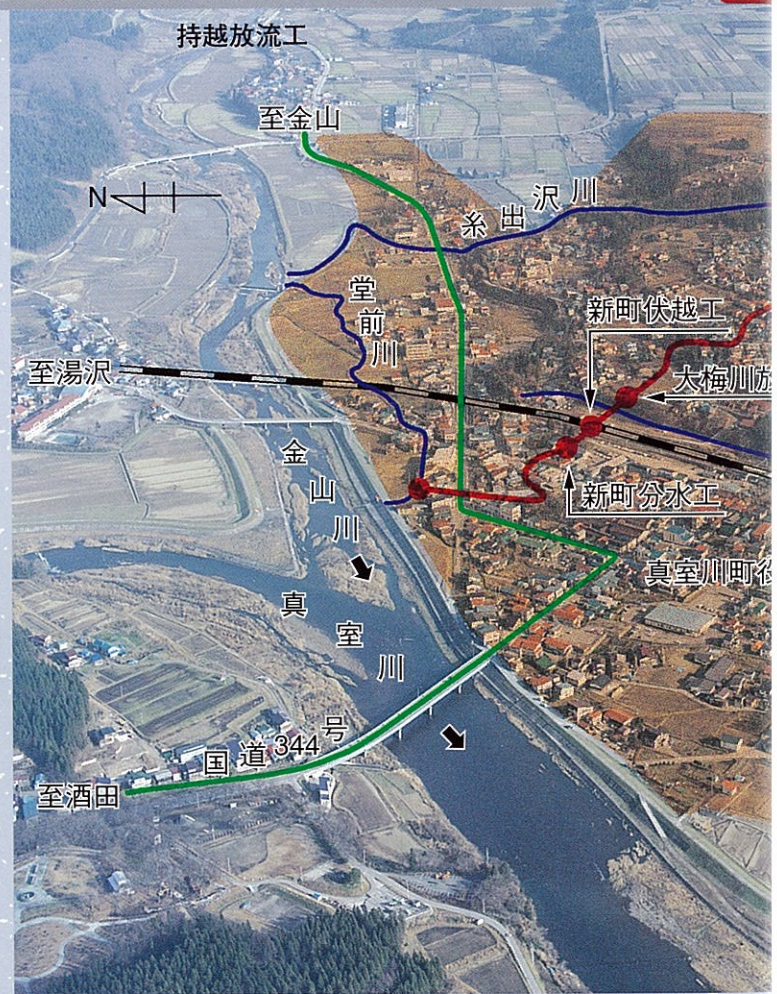 持越放流工
至金山
N
糸出沢川
堂前川
新町伏越工
至湯沢
大梅川放
金山川
新町分水工
真室川町役
真室川
国道344号
至酒田